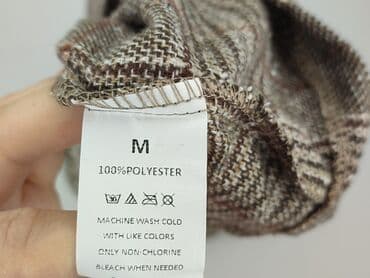 M
100%POLYESTER
MACHINE WASH COLD
WITH LIKE COLORS
ONLY NON-CHLORINE
BLEACH WHEN NEEDED